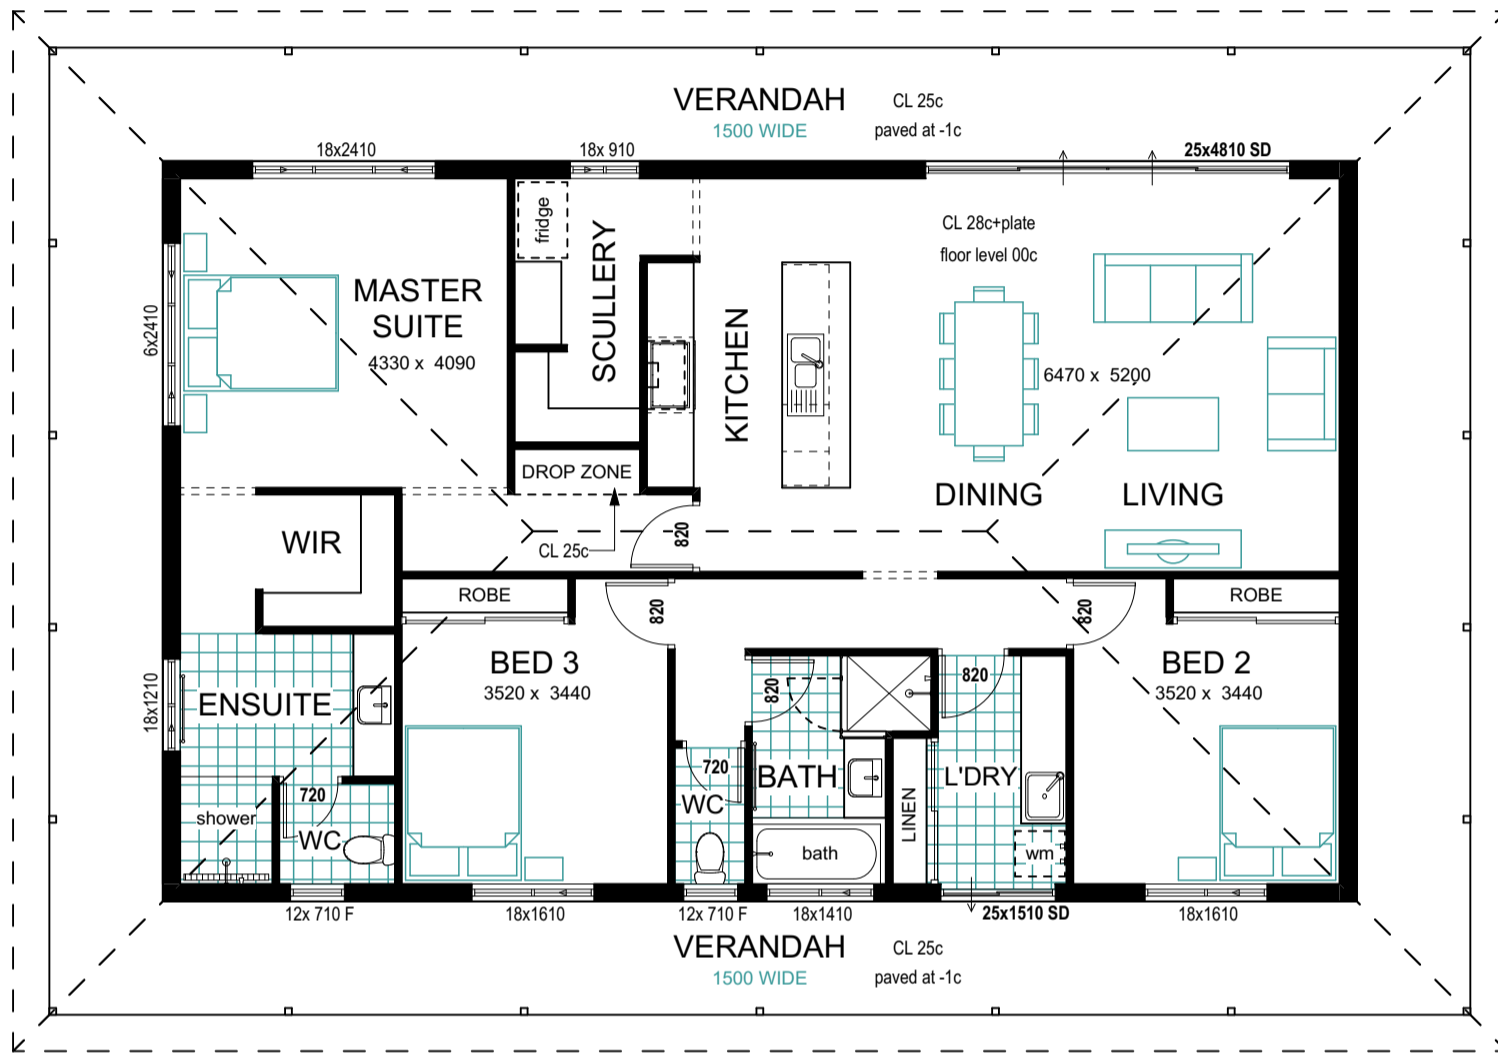 VERANDAH
1500 WIDE
CL 25c
paved at -1c
18x2410
18x 910
25x4810 SD
fridge
SCULLERY
CL 28c+plate
floor level 00c
6x2410
MASTER
SUITE
4330 x 4090
KITCHEN
6470 x 5200
DROP ZONE
DINING
LIVING
WIR
CL 25c
820
ROBE
820
820
ROBE
BED 3
3520 x 3440
BED 2
3520 x 3440
18x1210
ENSUITE
820
820
720
BATH
L'DRY
WC
720
shower
WC
LINEN
bath
wm
12x 710 F
18x1610
12x 710 F
18x1410
25x1510 SD
18x1610
VERANDAH
1500 WIDE
CL 25c
paved at -1c